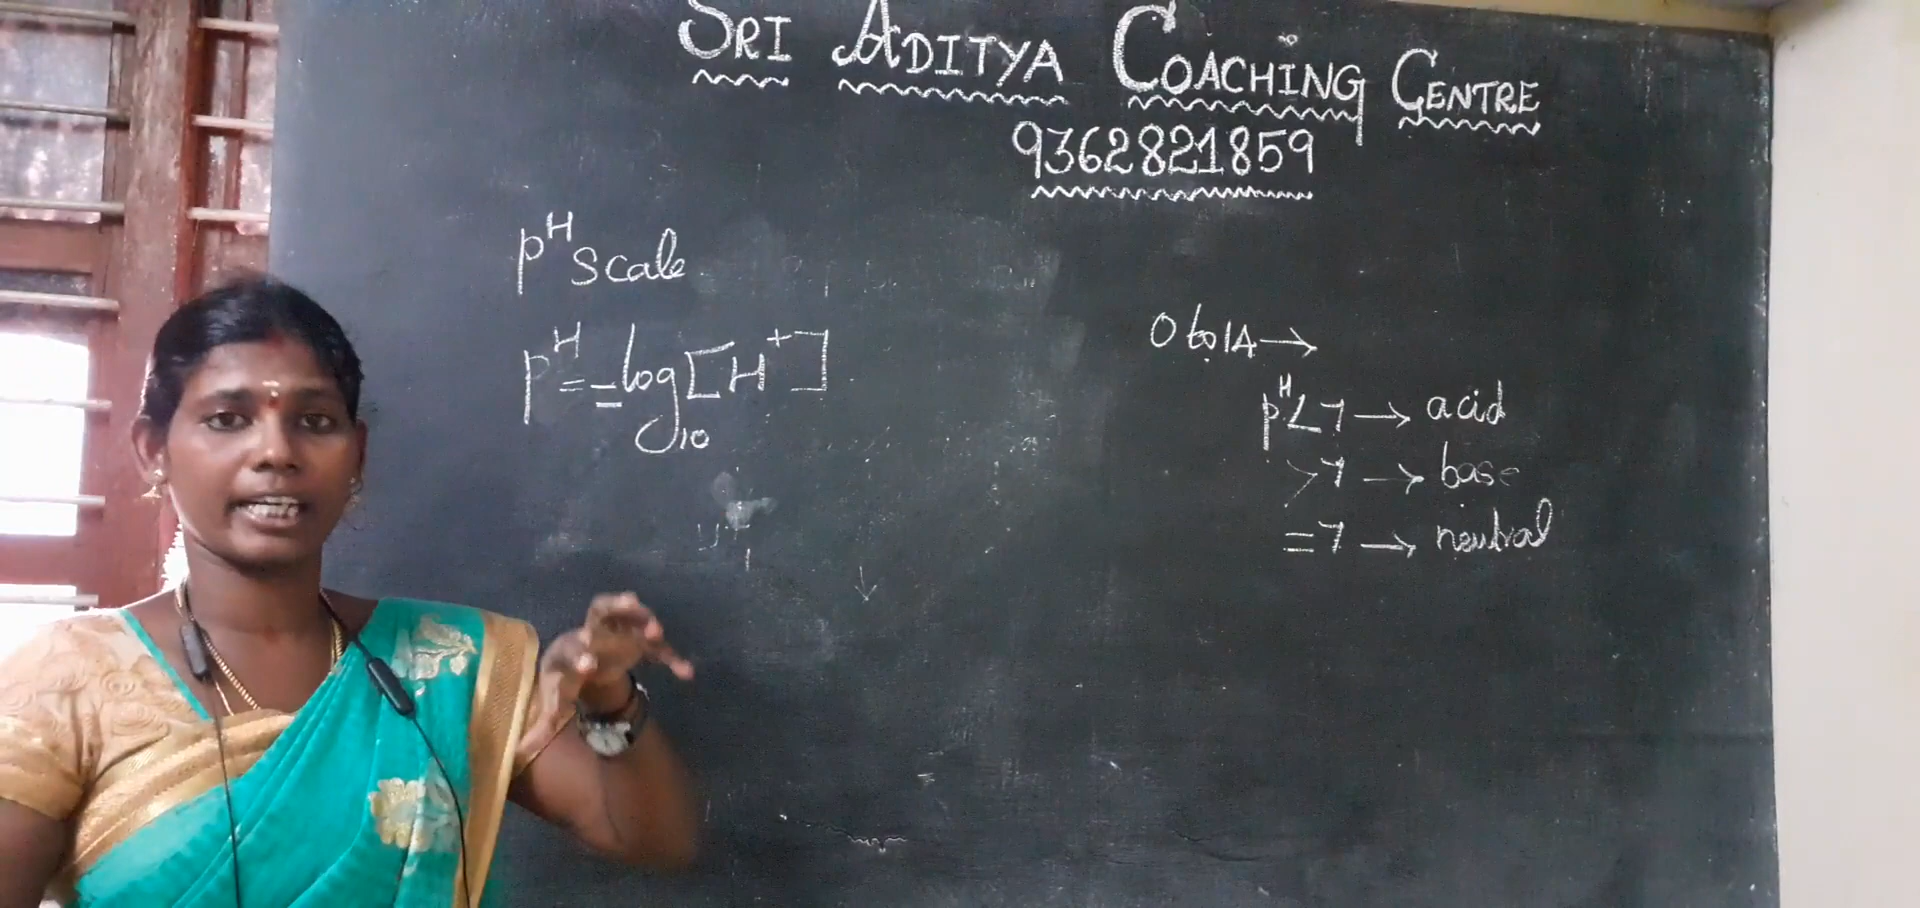 SRI ADITYA COACHING CENTRE
9362821859
pᴴ scale
pᴴ = -log₁₀[H⁺]
0 to 14 →
pᴴ < 7 → acid
> 7 → base
= 7 → neutral